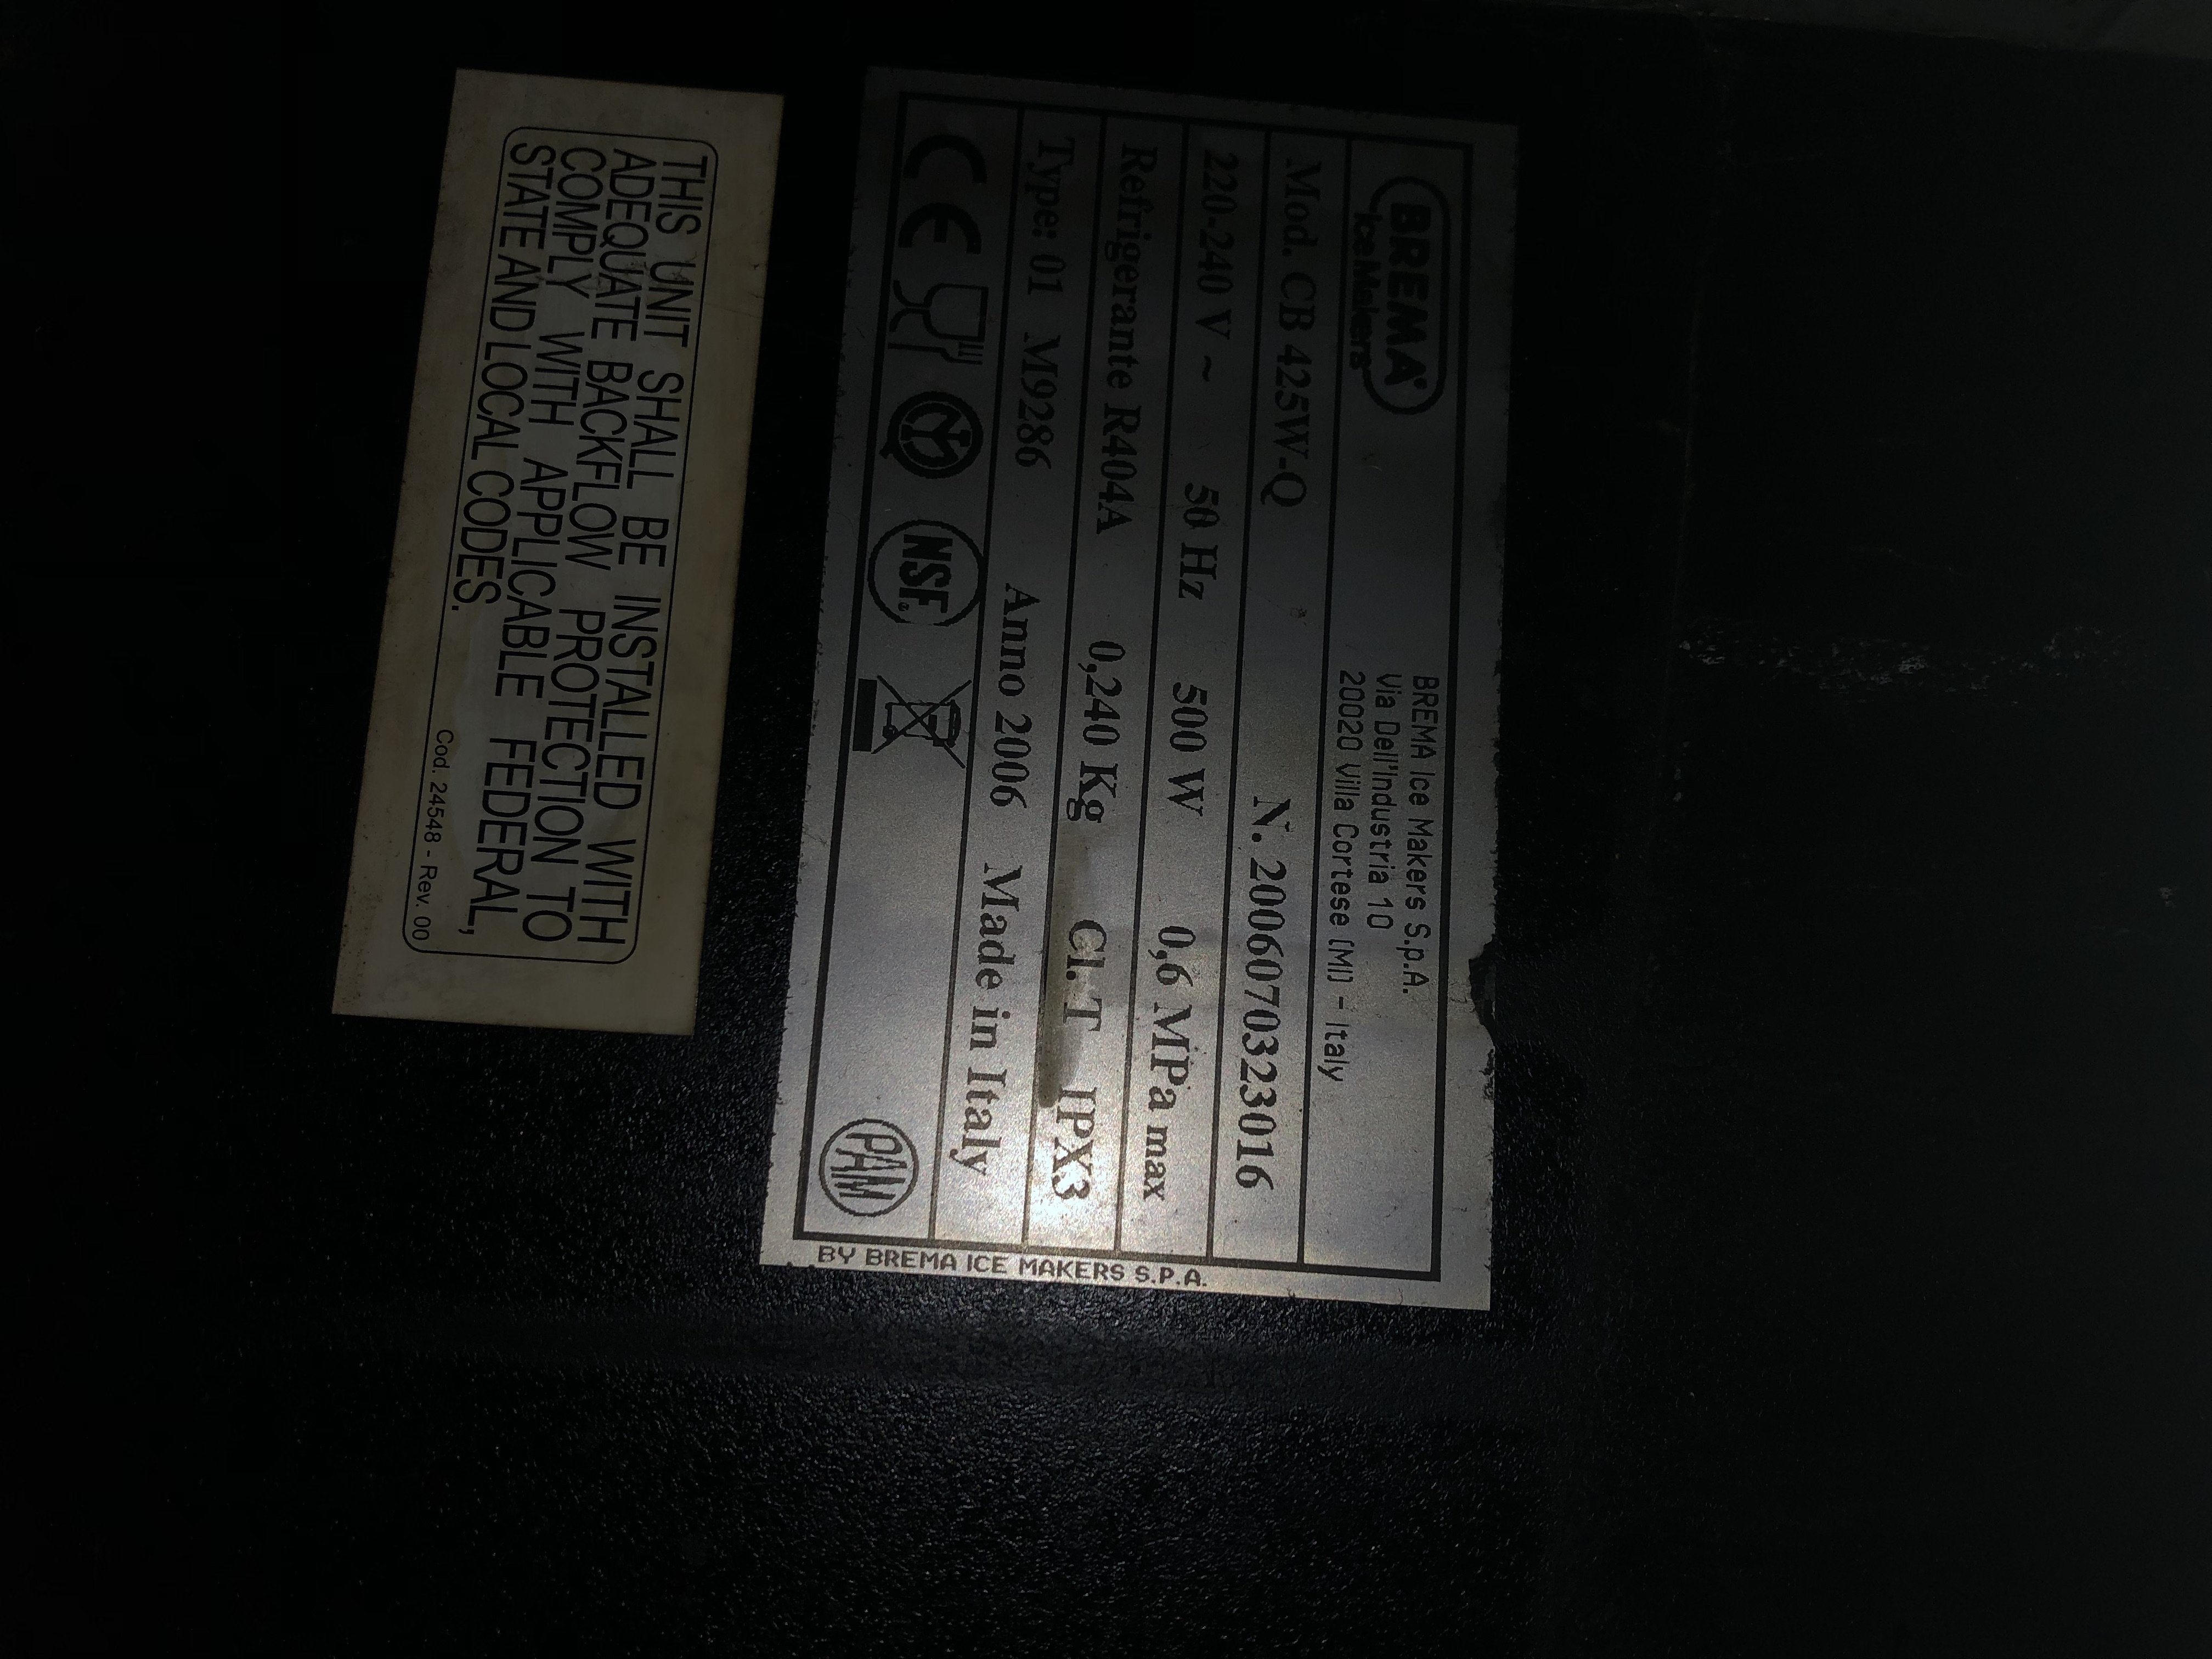 BREMA
Ice Makers
BREMA Ice Makers S.p.A.
Via Dell'Industria 10
20020 Villa Cortese (MI) - Italy
Mod. CB 425W-Q N. 2006070323016
220-240 V ~ 50 Hz 500 W 0,6 MPa max
Refrigerante R404A 0,240 Kg Cl. T IPX3
Type: 01 M9286 Anno 2006 Made in Italy
CE NSF® PAIN
BY BREMA ICE MAKERS S.P.A.
THIS UNIT SHALL BE INSTALLED WITH
ADEQUATE BACKFLOW PROTECTION TO
COMPLY WITH APPLICABLE FEDERAL,
STATE AND LOCAL CODES.
Cod. 24548 - Rev. 00